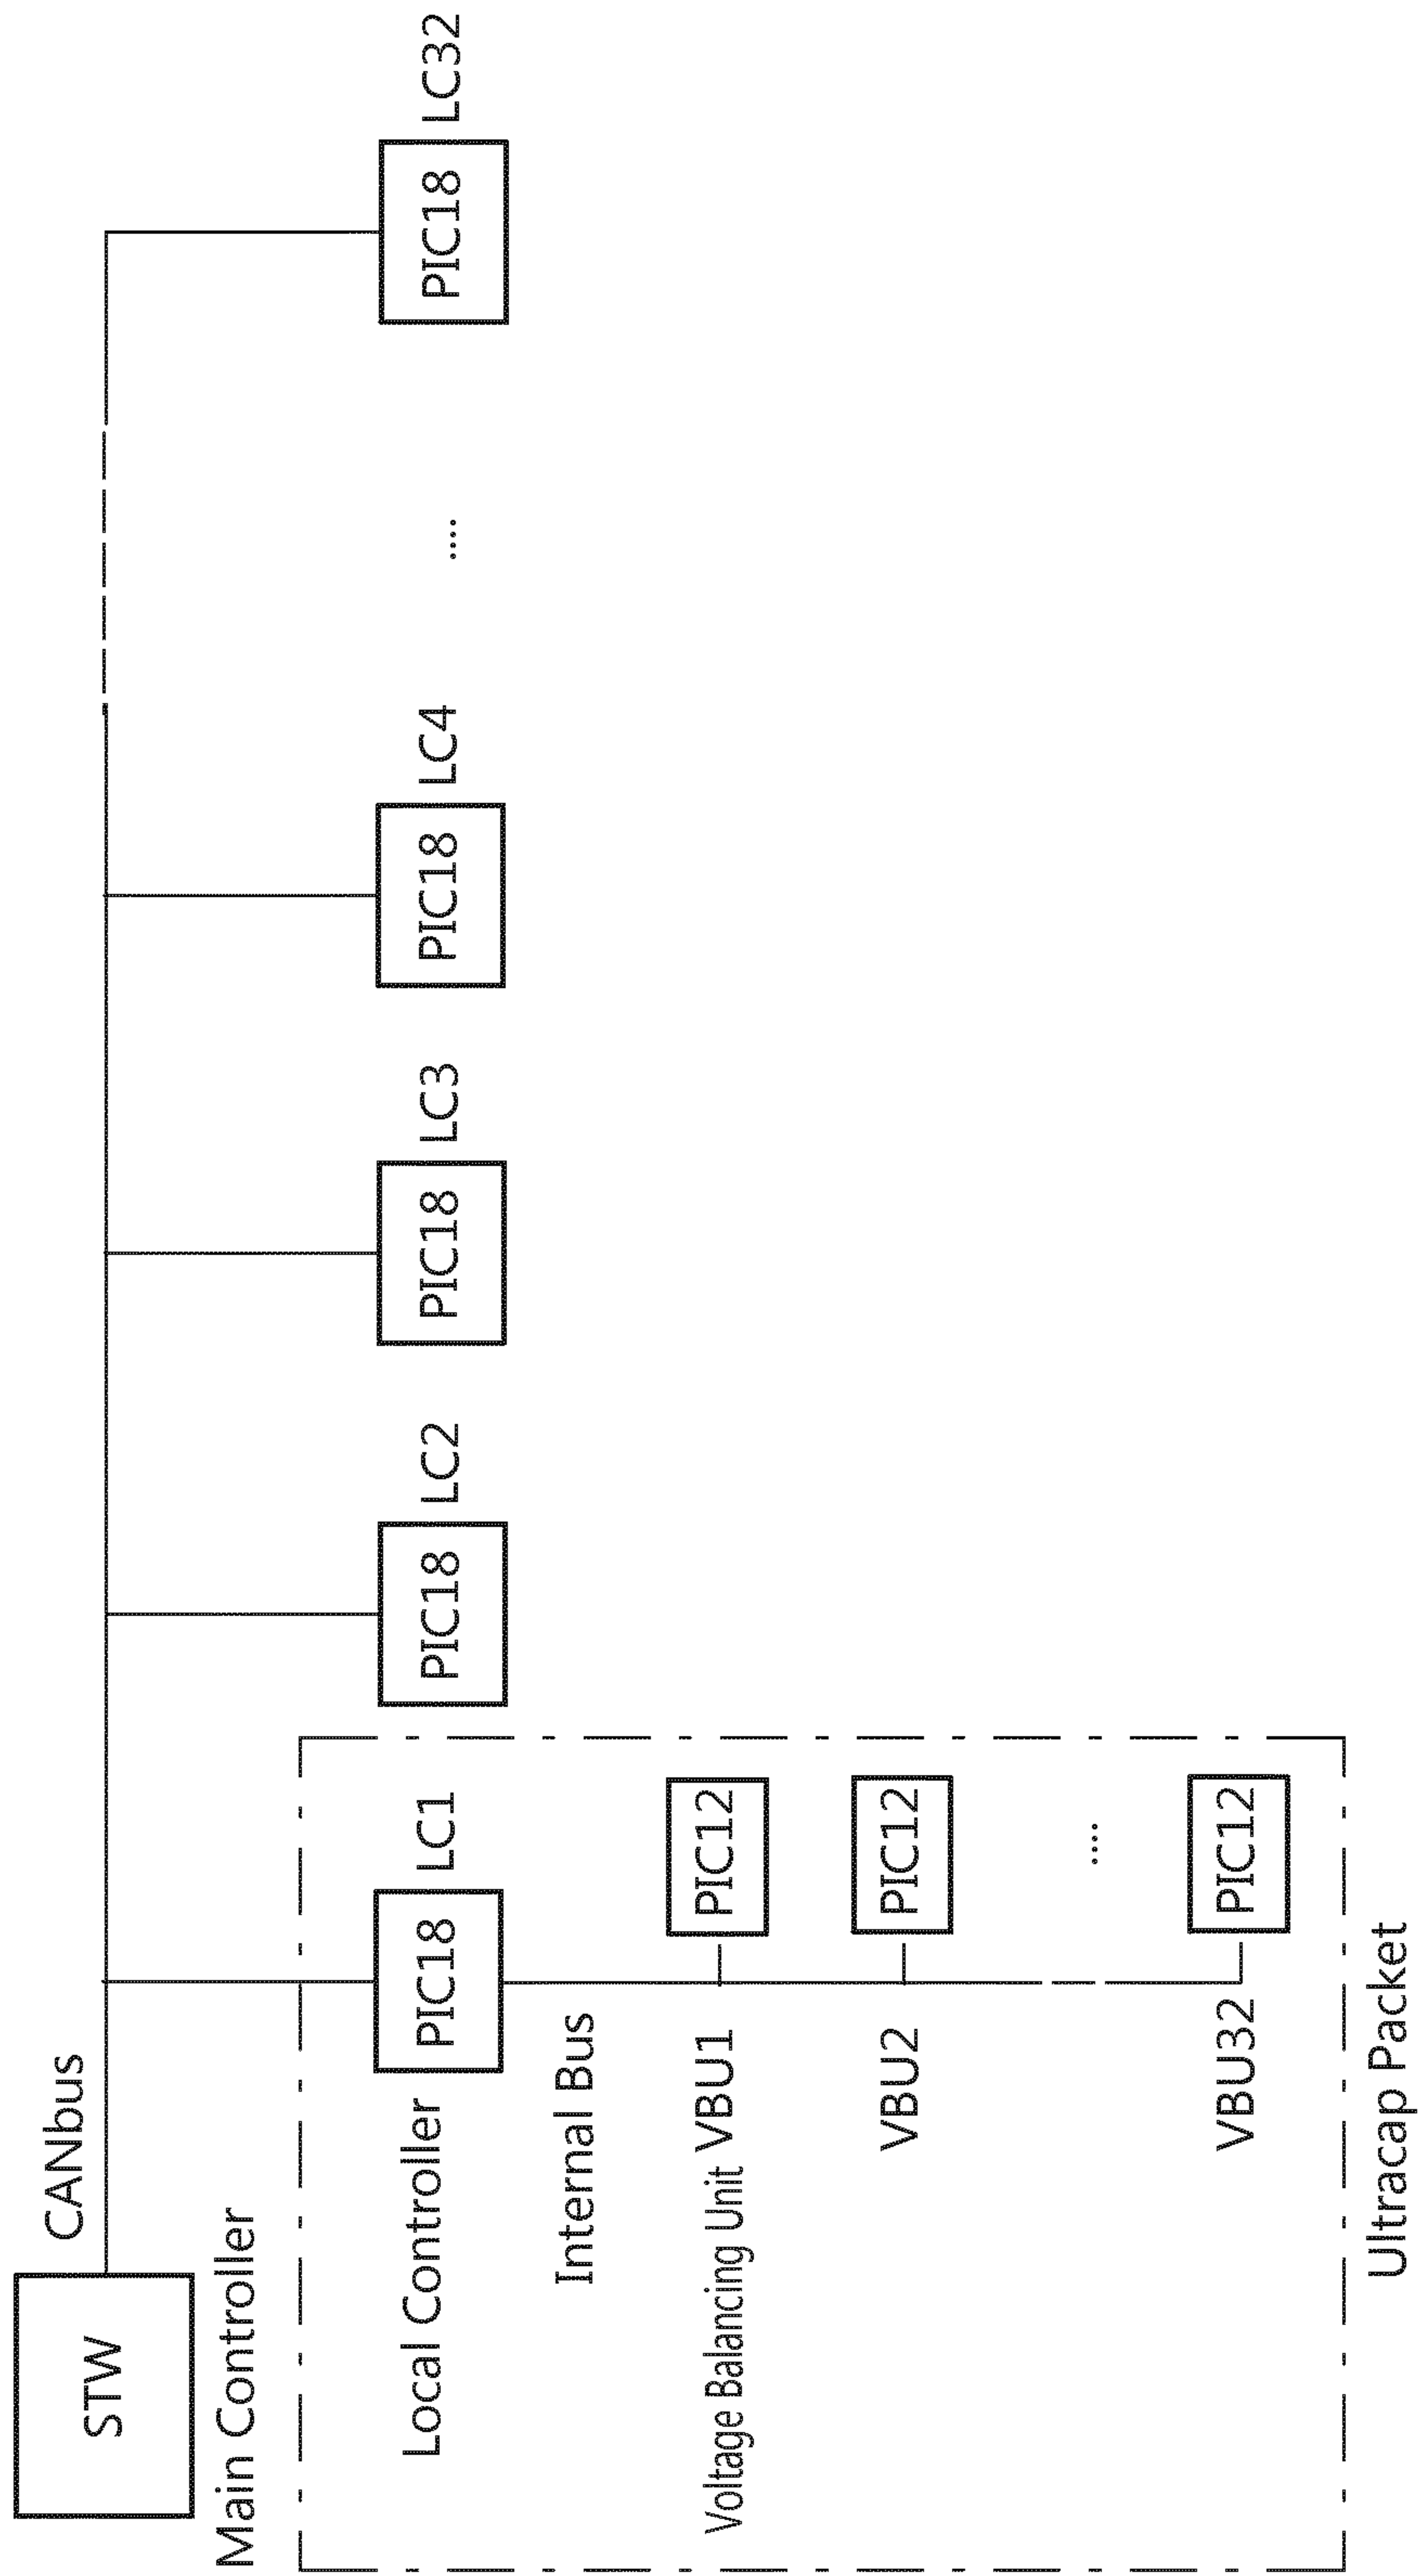 STW
CANbus
Main Controller
Local Controller
PIC18
LC1
PIC18
LC2
PIC18
LC3
PIC18
LC4
....
PIC18
LC32
Internal Bus
Voltage Balancing Unit
VBU1
PIC12
VBU2
PIC12
....
VBU32
PIC12
Ultracap Packet